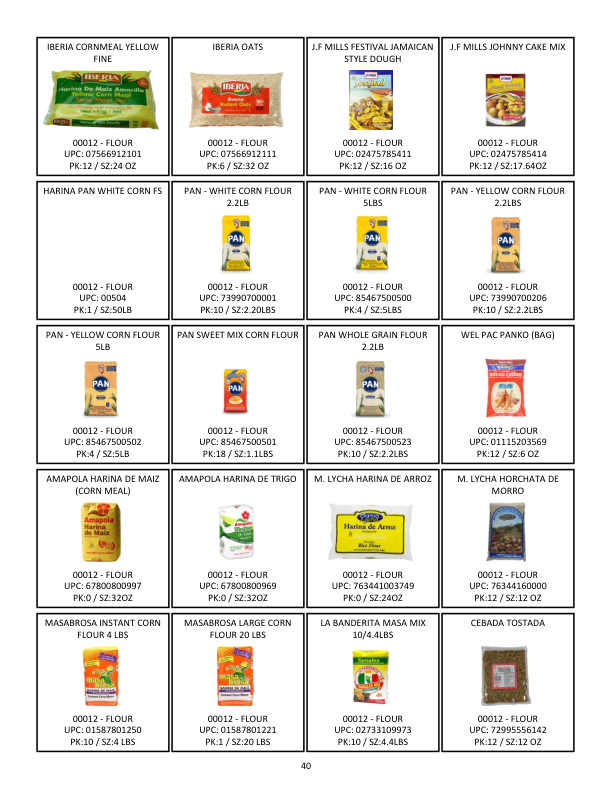 IBERIA CORNMEAL YELLOW
FINE
IBERIA
Harina De Maiz Amarilla
Yellow Corn Meal
00012 - FLOUR
UPC: 07566912101
PK:12 / SZ:24 OZ
IBERIA OATS
IBERIA
Avena
Instant Oats
00012 - FLOUR
UPC: 07566912111
PK:6 / SZ:32 OZ
J.F MILLS FESTIVAL JAMAICAN
STYLE DOUGH
Festival
00012 - FLOUR
UPC: 02475785411
PK:12 / SZ:16 OZ
J.F MILLS JOHNNY CAKE MIX
00012 - FLOUR
UPC: 02475785414
PK:12 / SZ:17.64OZ
HARINA PAN WHITE CORN FS
00012 - FLOUR
UPC: 00504
PK:1 / SZ:50LB
PAN - WHITE CORN FLOUR
2.2LB
PAN
00012 - FLOUR
UPC: 73990700001
PK:10 / SZ:2.20LBS
PAN - WHITE CORN FLOUR
5LBS
PAN
00012 - FLOUR
UPC: 85467500500
PK:4 / SZ:5LBS
PAN - YELLOW CORN FLOUR
2.2LBS
PAN
00012 - FLOUR
UPC: 73990700206
PK:10 / SZ:2.2LBS
PAN - YELLOW CORN FLOUR
5LB
PAN
00012 - FLOUR
UPC: 85467500502
PK:4 / SZ:5LB
PAN SWEET MIX CORN FLOUR
PAN
00012 - FLOUR
UPC: 85467500501
PK:18 / SZ:1.1LBS
PAN WHOLE GRAIN FLOUR
2.2LB
PAN
00012 - FLOUR
UPC: 85467500523
PK:10 / SZ:2.2LBS
WEL PAC PANKO (BAG)
PANKO
BREAD CRUMB
00012 - FLOUR
UPC: 01115203569
PK:12 / SZ:6 OZ
AMAPOLA HARINA DE MAIZ
(CORN MEAL)
Amapola
Harina
de Maiz
00012 - FLOUR
UPC: 67800800997
PK:0 / SZ:32OZ
AMAPOLA HARINA DE TRIGO
Amapola
00012 - FLOUR
UPC: 67800800969
PK:0 / SZ:32OZ
M. LYCHA HARINA DE ARROZ
Harina de Arroz
Rice Flour
00012 - FLOUR
UPC: 763441003749
PK:0 / SZ:24OZ
M. LYCHA HORCHATA DE
MORRO
00012 - FLOUR
UPC: 76344160000
PK:12 / SZ:12 OZ
MASABROSA INSTANT CORN
FLOUR 4 LBS
masa
brosa
HARINA DE MAIZ
Instant Corn Masa
00012 - FLOUR
UPC: 01587801250
PK:10 / SZ:4 LBS
MASABROSA LARGE CORN
FLOUR 20 LBS
masa
brosa
HARINA DE MAIZ
Instant Corn Masa
00012 - FLOUR
UPC: 01587801221
PK:1 / SZ:20 LBS
LA BANDERITA MASA MIX
10/4.4LBS
Tamales
00012 - FLOUR
UPC: 02733109973
PK:10 / SZ:4.4LBS
CEBADA TOSTADA
00012 - FLOUR
UPC: 72995556142
PK:12 / SZ:12 OZ
40